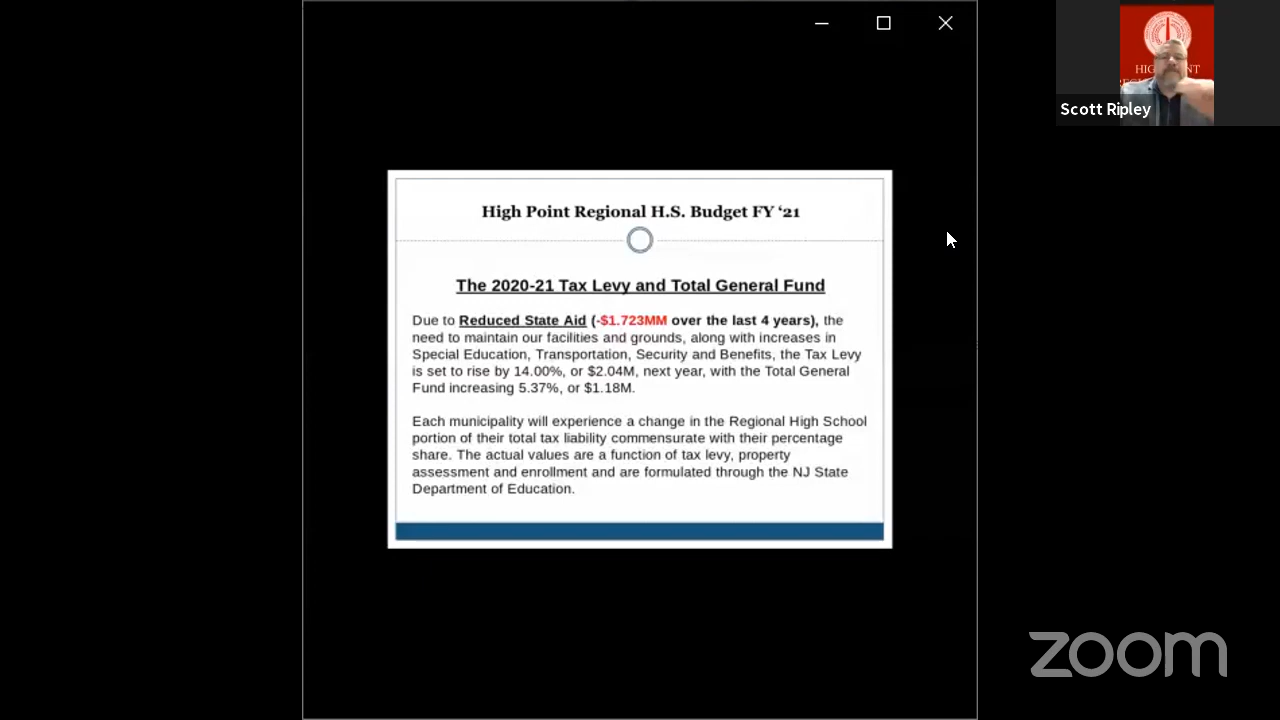 High Point Regional H.S. Budget FY ‘21
The 2020-21 Tax Levy and Total General Fund
Due to Reduced State Aid (-$1.723MM over the last 4 years), the
need to maintain our facilities and grounds, along with increases in
Special Education, Transportation, Security and Benefits, the Tax Levy
is set to rise by 14.00%, or $2.04M, next year, with the Total General
Fund increasing 5.37%, or $1.18M.
Each municipality will experience a change in the Regional High School
portion of their total tax liability commensurate with their percentage
share. The actual values are a function of tax levy, property
assessment and enrollment and are formulated through the NJ State
Department of Education.
Scott Ripley
zoom